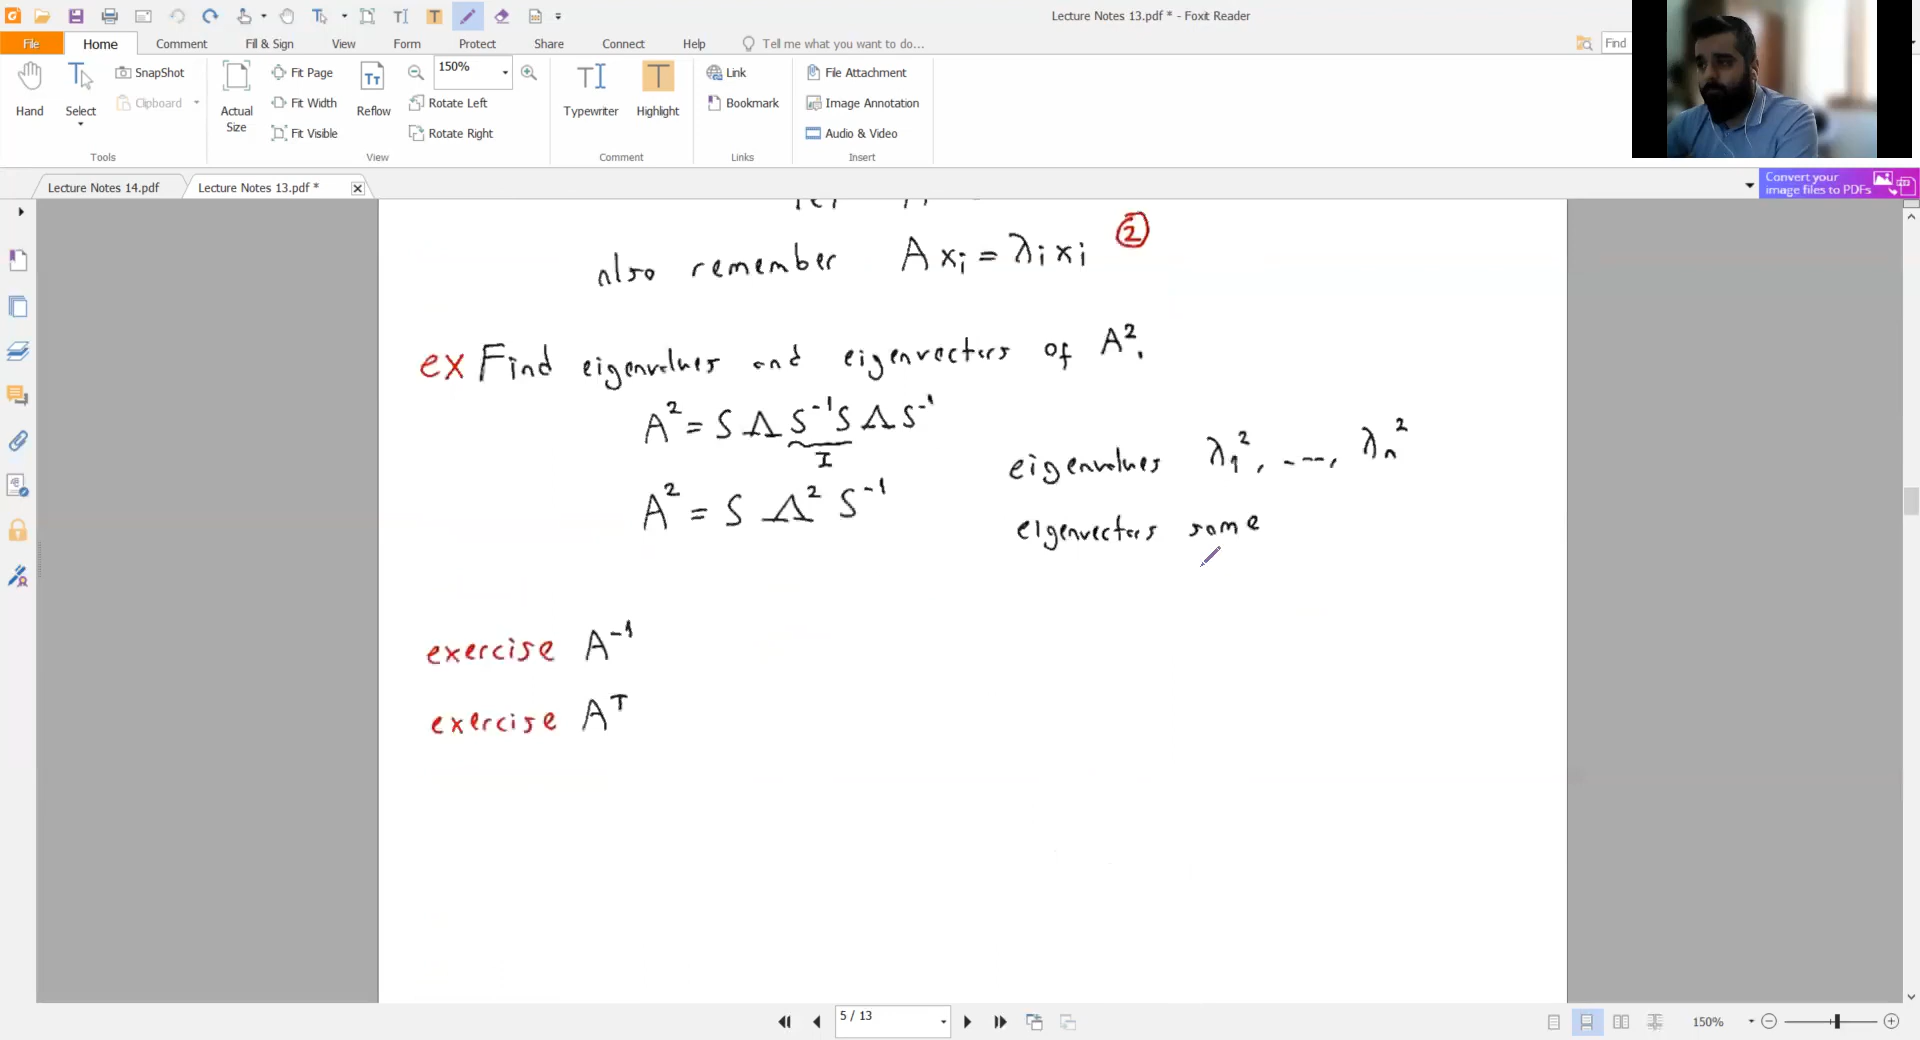 Lecture Notes 13.pdf * - Foxit Reader
File Home Comment Fill & Sign View Form Protect Share Connect Help Tell me what you want to do... Find
Hand
Select
SnapShot
Clipboard
Tools
Actual Size
Fit Page
Fit Width
Fit Visible
Reflow
150%
Rotate Left
Rotate Right
View
Typewriter
Highlight
Comment
Link
Bookmark
Links
File Attachment
Image Annotation
Audio & Video
Insert
Lecture Notes 14.pdf
Lecture Notes 13.pdf *
Convert your
image files to PDFs
also remember A xᵢ = λᵢ xᵢ ②
ex Find eigenvalues and eigenvectors of A².
A² = S Λ S⁻¹ S Λ S⁻¹
I
eigenvalues λ₁², ---, λₙ²
A² = S Λ² S⁻¹
eigenvectors same
exercise A⁻¹
exercise Aᵀ
5 / 13
150%